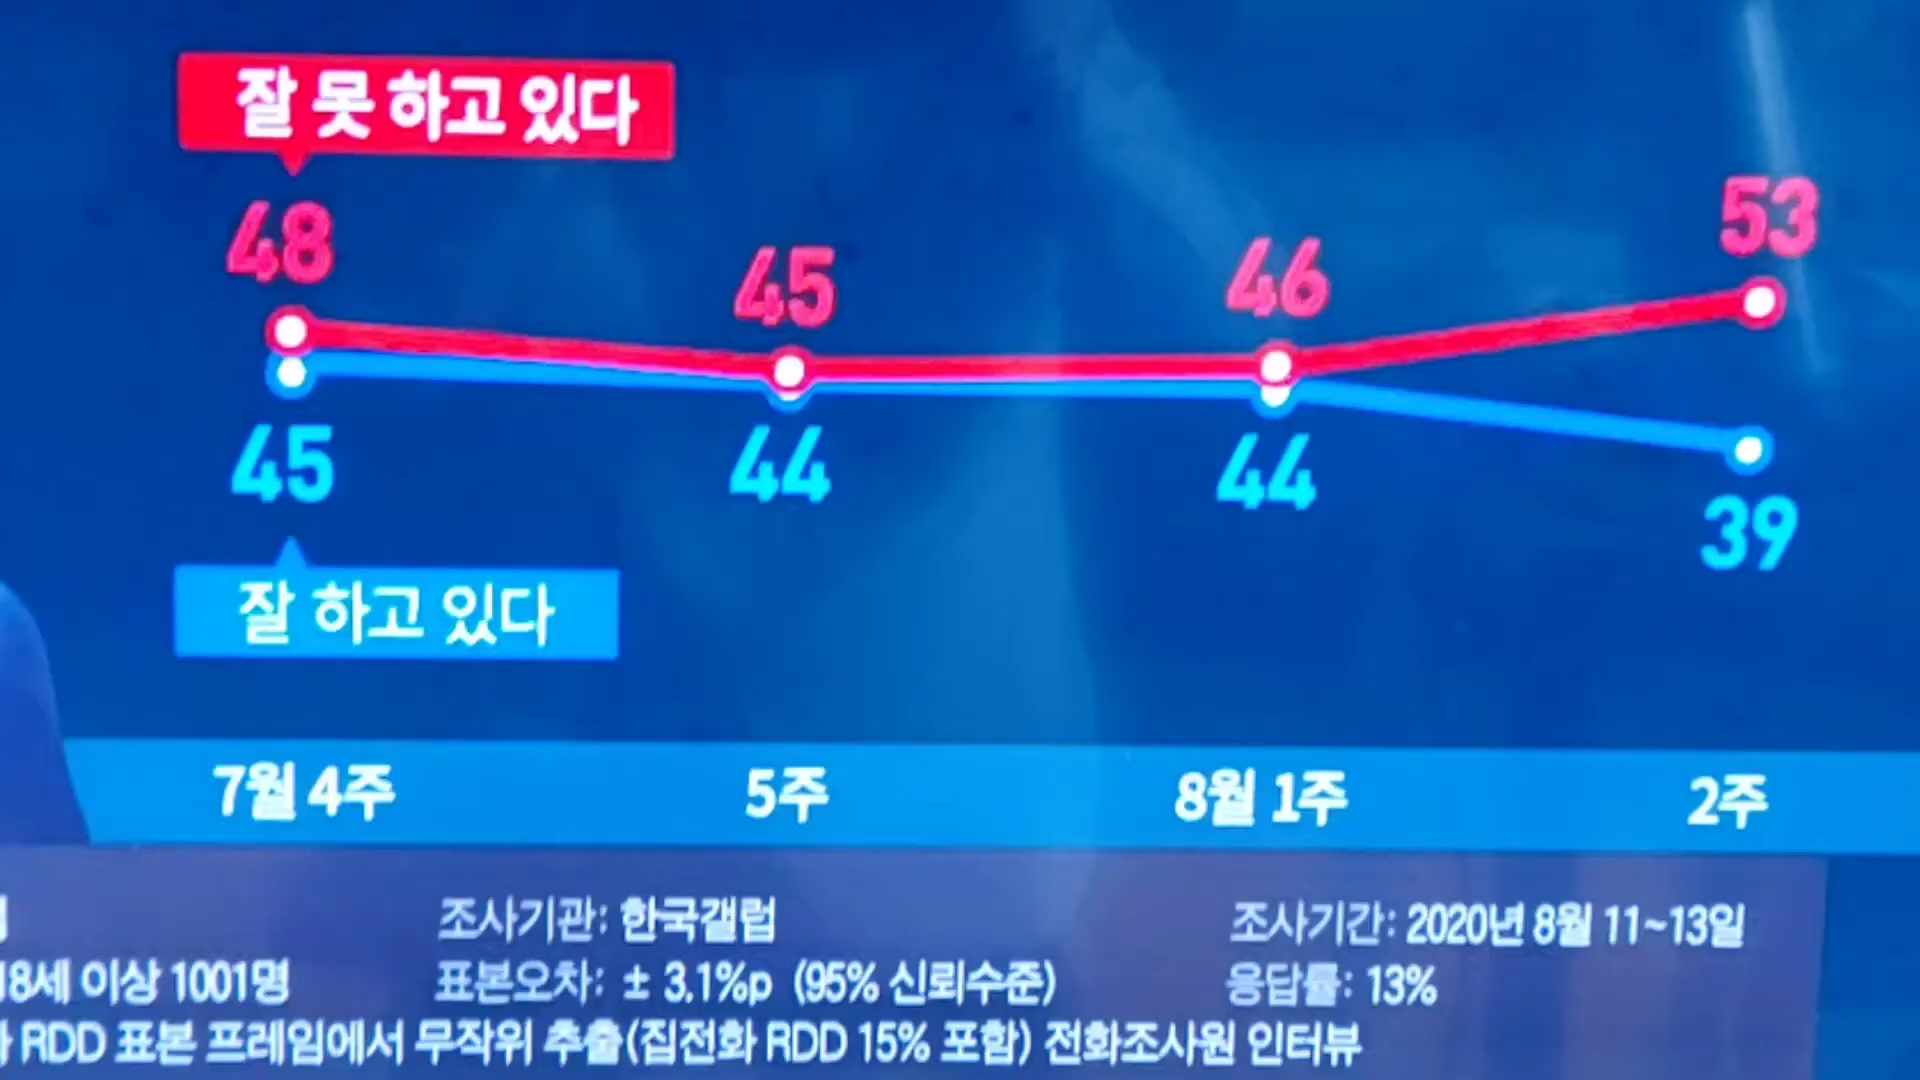 잘 못 하고 있다
48 45 46 53
45 44 44 39
잘 하고 있다
7월 4주 5주 8월 1주 2주
조사기관: 한국갤럽 조사기간: 2020년 8월 11~13일
18세 이상 1001명 표본오차: ± 3.1%p (95% 신뢰수준) 응답률: 13%
RDD 표본 프레임에서 무작위 추출(집전화 RDD 15% 포함) 전화조사원 인터뷰